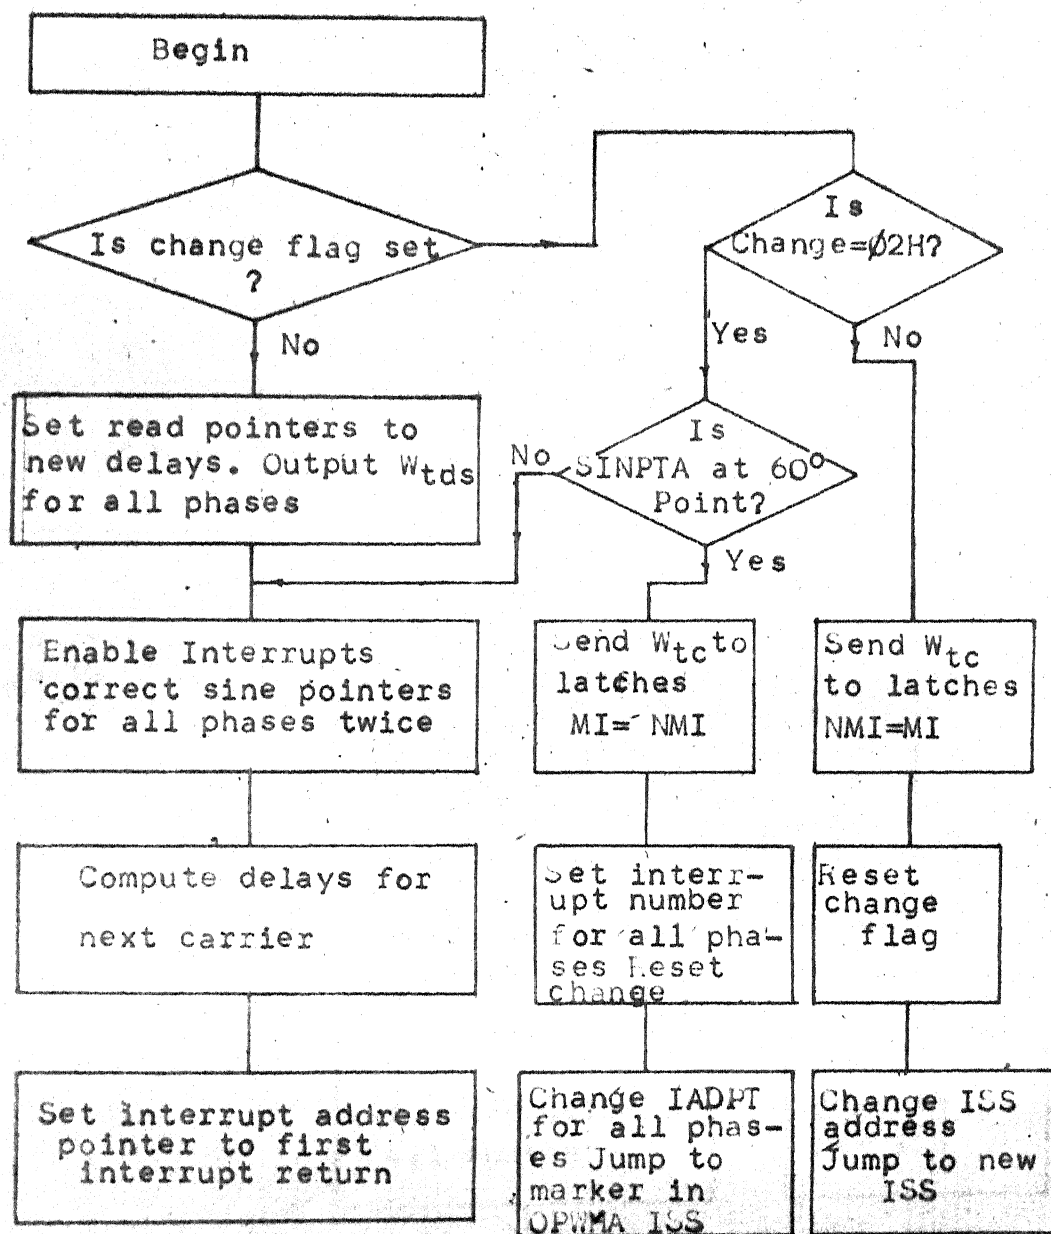 Begin
Is change flag set
?
No
Is
Change=Ø2H?
Yes
No
Set read pointers to
new delays. Output Wtds
for all phases
No
Is
SINPTA at 60°
Point?
Yes
Enable Interrupts
correct sine pointers
for all phases twice
Send Wtc to
latches
MI= NMI
Send Wtc
to latches
NMI=MI
Compute delays for
next carrier
Set interr-
upt number
for all pha-
ses Reset
change
Reset
change
flag
Set interrupt address
pointer to first
interrupt return
Change IADPT
for all phas-
es Jump to
marker in
OPWMA ISS
Change ISS
address
Jump to new
ISS